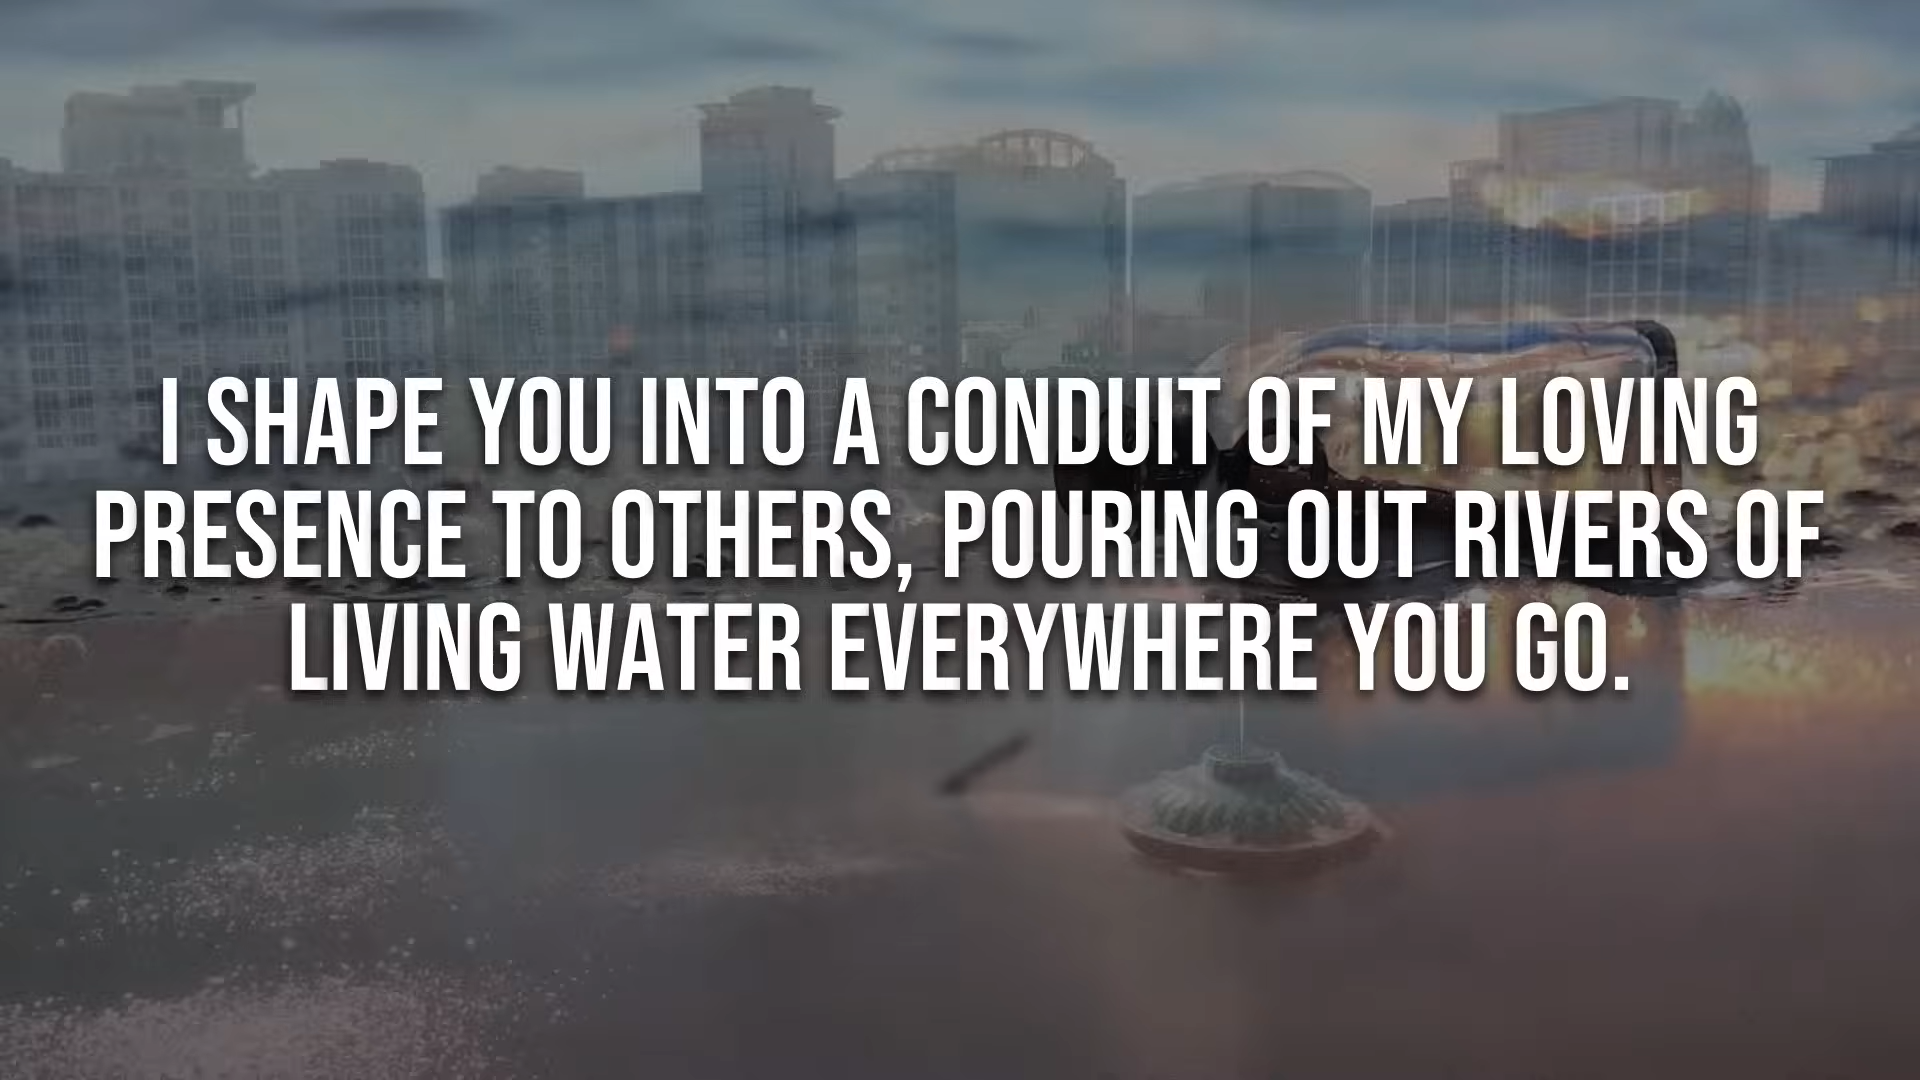 I SHAPE YOU INTO A CONDUIT OF MY LOVING
PRESENCE TO OTHERS, POURING OUT RIVERS OF
LIVING WATER EVERYWHERE YOU GO.